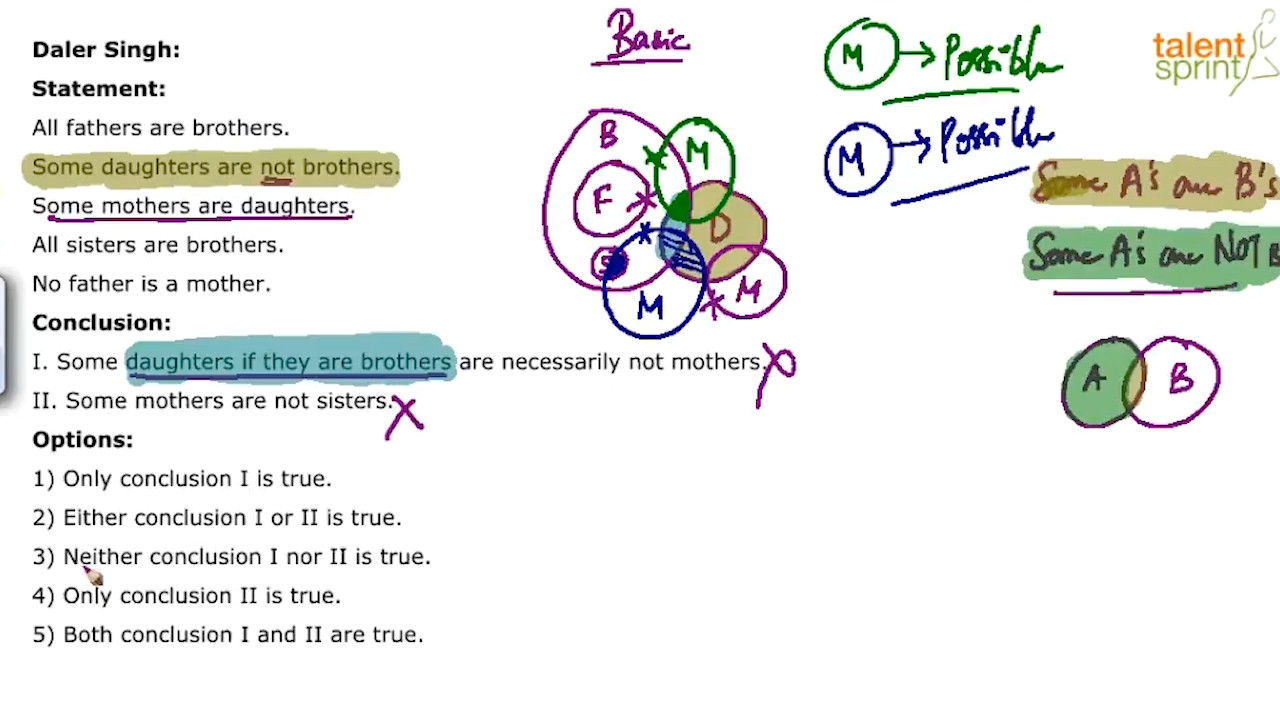 Daler Singh:
Statement:
All fathers are brothers.
Some daughters are not brothers.
Some mothers are daughters.
All sisters are brothers.
No father is a mother.
Conclusion:
I. Some daughters if they are brothers are necessarily not mothers.
II. Some mothers are not sisters.
Options:
1) Only conclusion I is true.
2) Either conclusion I or II is true.
3) Neither conclusion I nor II is true.
4) Only conclusion II is true.
5) Both conclusion I and II are true.
Basic
B
M
F
D
S
M
M
M → Possible
M → Possible
talent
sprint
Some A's are B's
Some A's are NOT B
A
B